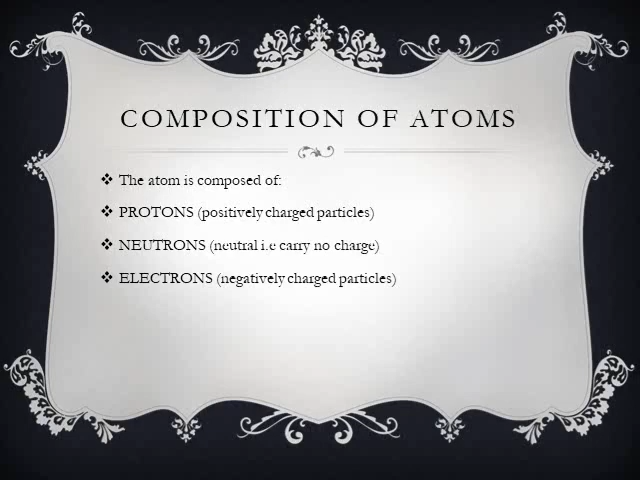 COMPOSITION OF ATOMS
❖ The atom is composed of:
❖ PROTONS (positively charged particles)
❖ NEUTRONS (neutral i.e carry no charge)
❖ ELECTRONS (negatively charged particles)